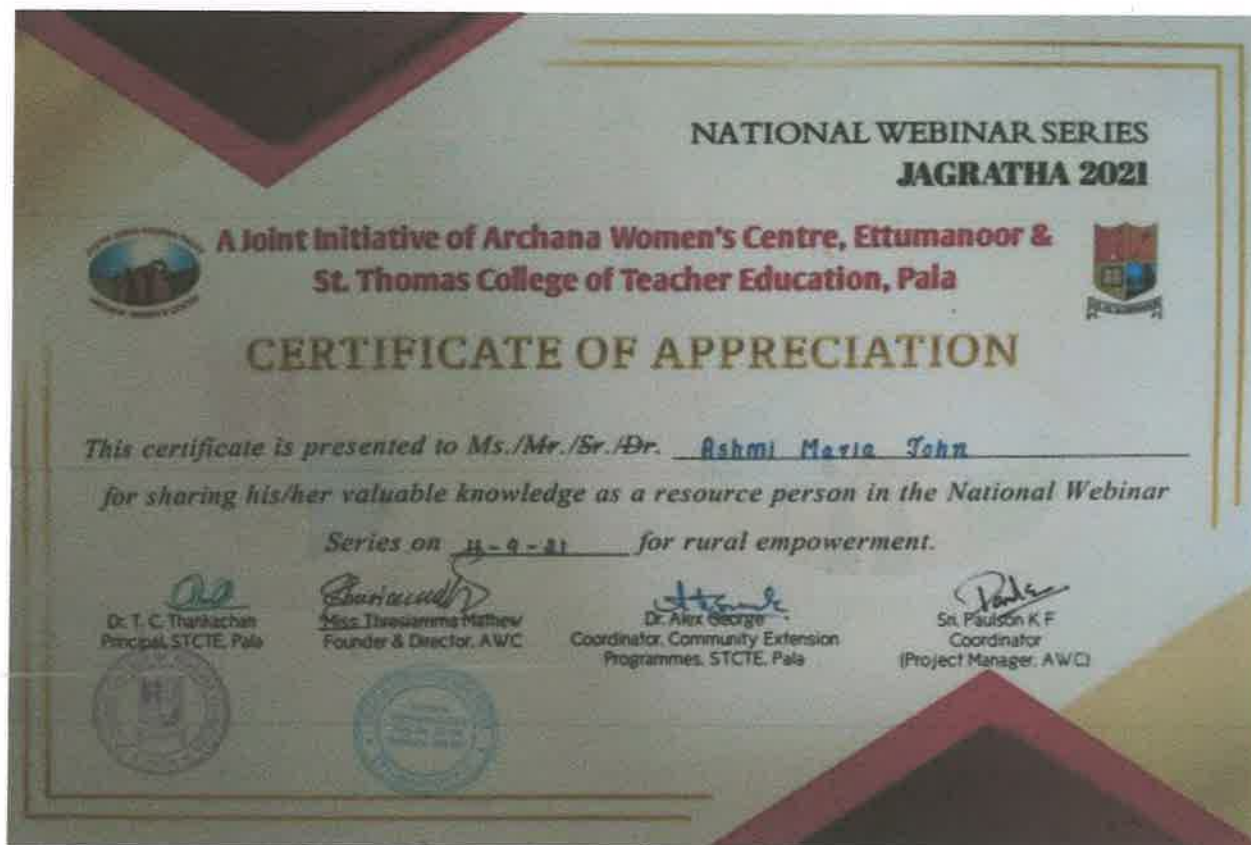 NATIONAL WEBINAR SERIES
JAGRATHA 2021
A Joint Initiative of Archana Women's Centre, Ettumanoor &
St. Thomas College of Teacher Education, Pala
CERTIFICATE OF APPRECIATION
This certificate is presented to Ms./Mr./Sr./Dr. Ashmi Maria John
for sharing his/her valuable knowledge as a resource person in the National Webinar
Series on for rural empowerment.
Dr. T. C. Thankachan
Principal, STCTE, Pala
Miss Thresiamma Mathew
Founder & Director, AWC
Dr. Alex George
Coordinator, Community Extension
Programmes, STCTE, Pala
Sri. Paulson K F
Coordinator
(Project Manager, AWC)